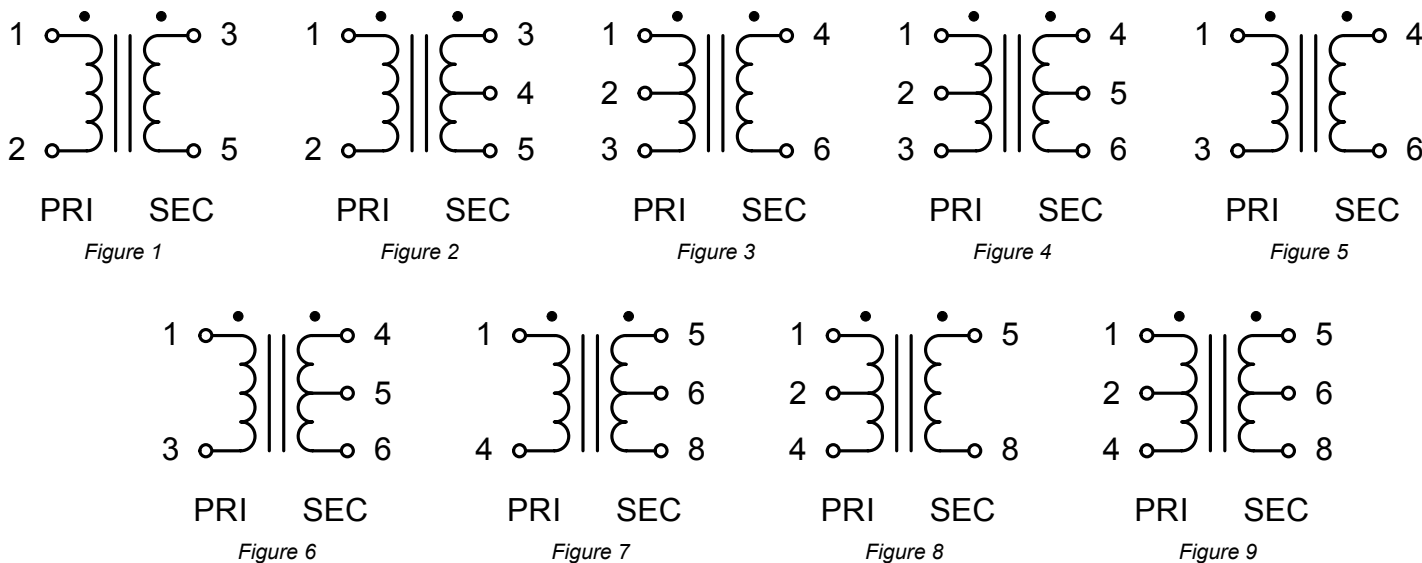 1 3 1 3 1 4 1 4 1 4
4 2 2 5
2 5 2 5 3 6 3 6 3 6
PRI SEC PRI SEC PRI SEC PRI SEC PRI SEC
Figure 1 Figure 2 Figure 3 Figure 4 Figure 5
1 4 1 5 1 5 1 5
5 6 2 2 6
3 6 4 8 4 8 4 8
PRI SEC PRI SEC PRI SEC PRI SEC
Figure 6 Figure 7 Figure 8 Figure 9